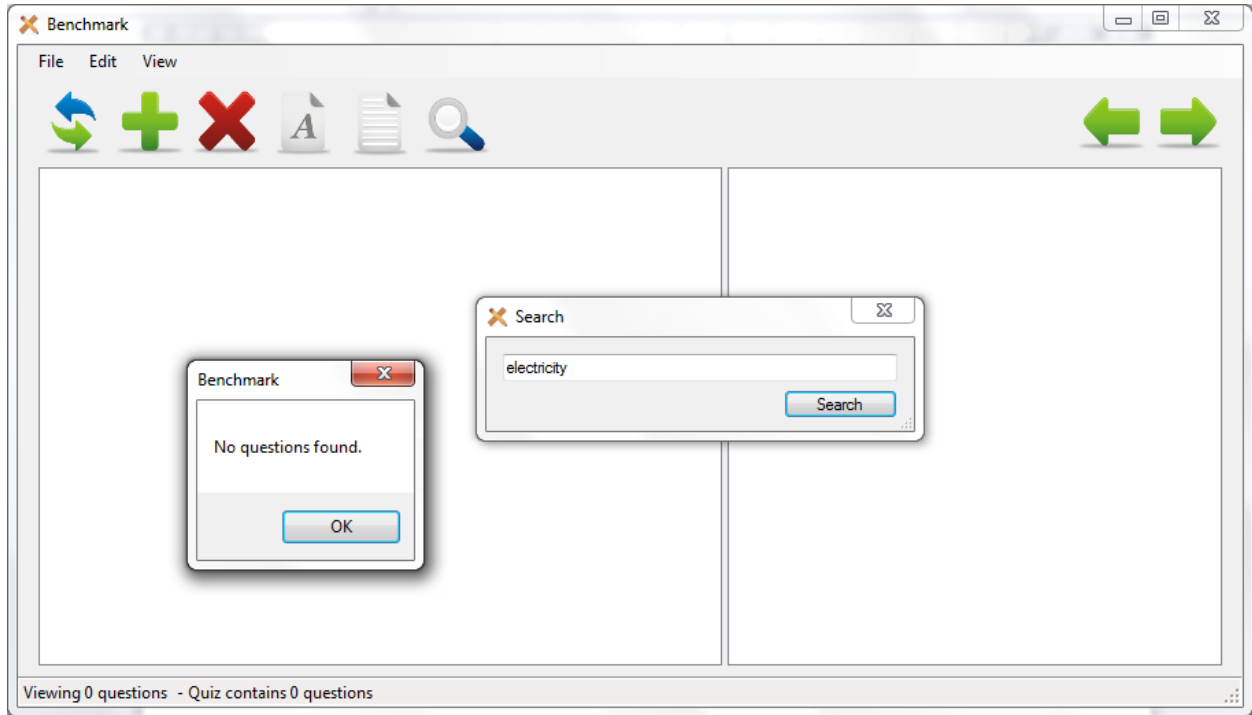 Benchmark
File Edit View
A
Search
electricity
Search
Benchmark
No questions found.
OK
Viewing 0 questions - Quiz contains 0 questions